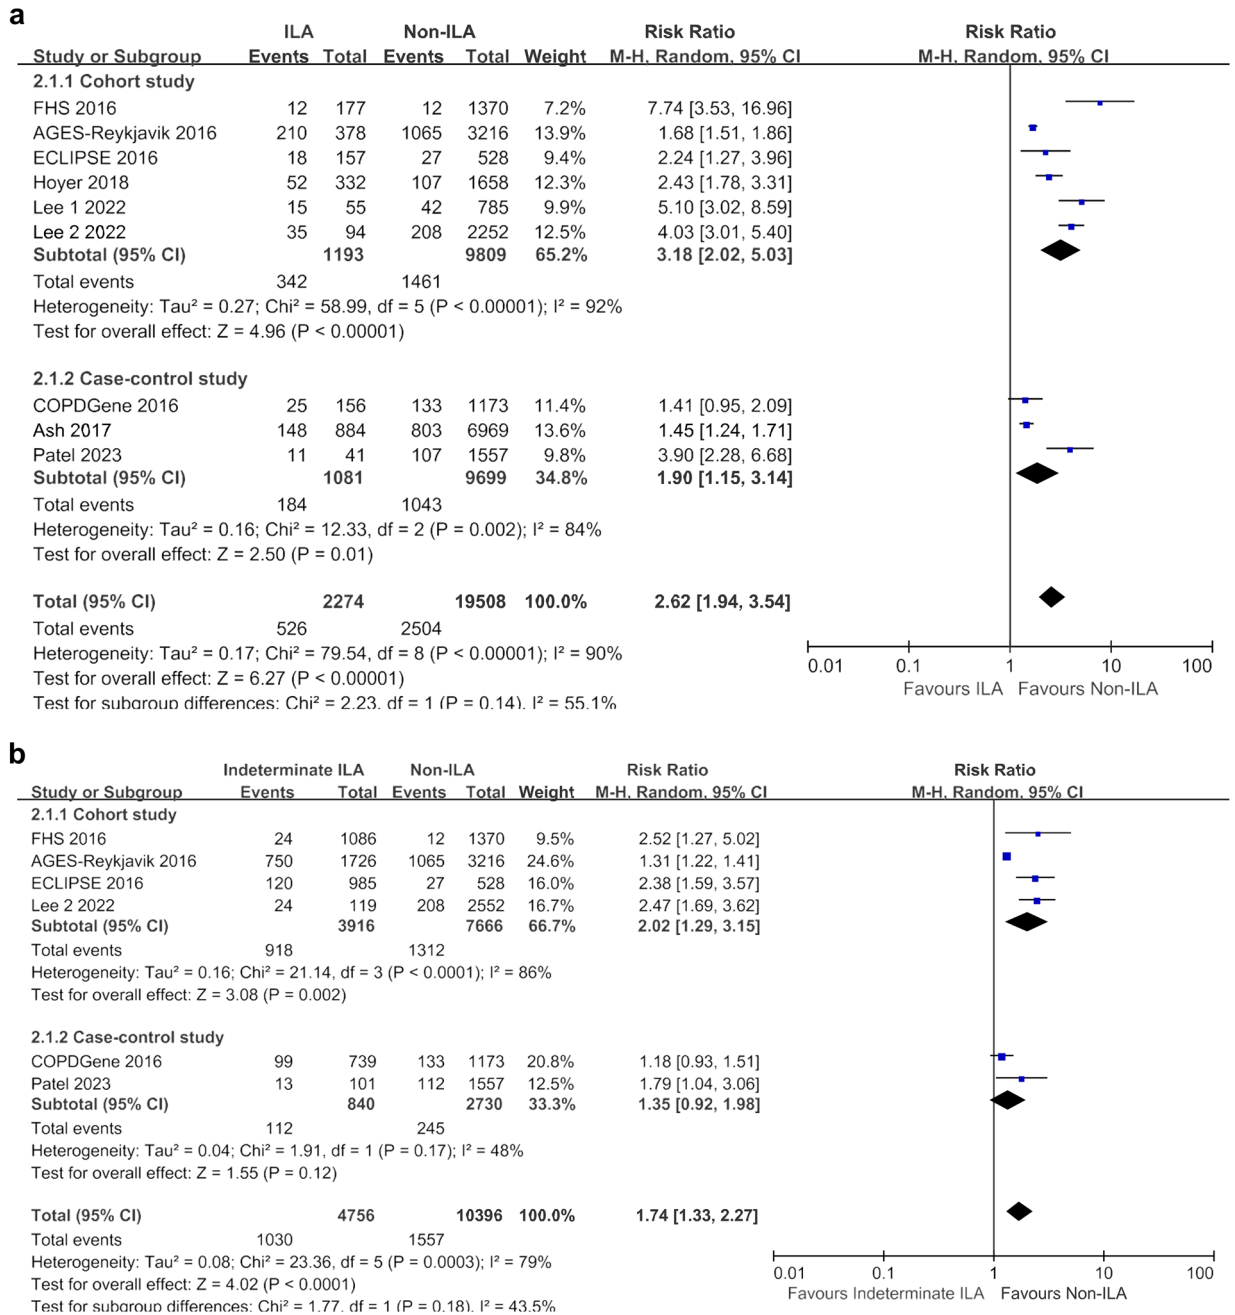 a
ILA Non-ILA Risk Ratio Risk Ratio
Study or Subgroup Events Total Events Total Weight M-H, Random, 95% CI M-H, Random, 95% CI
2.1.1 Cohort study
FHS 2016 12 177 12 1370 7.2% 7.74 [3.53, 16.96]
AGES-Reykjavik 2016 210 378 1065 3216 13.9% 1.68 [1.51, 1.86]
ECLIPSE 2016 18 157 27 528 9.4% 2.24 [1.27, 3.96]
Hoyer 2018 52 332 107 1658 12.3% 2.43 [1.78, 3.31]
Lee 1 2022 15 55 42 785 9.9% 5.10 [3.02, 8.59]
Lee 2 2022 35 94 208 2252 12.5% 4.03 [3.01, 5.40]
Subtotal (95% CI) 1193 9809 65.2% 3.18 [2.02, 5.03]
Total events 342 1461
Heterogeneity: Tau² = 0.27; Chi² = 58.99, df = 5 (P < 0.00001); I² = 92%
Test for overall effect: Z = 4.96 (P < 0.00001)
2.1.2 Case-control study
COPDGene 2016 25 156 133 1173 11.4% 1.41 [0.95, 2.09]
Ash 2017 148 884 803 6969 13.6% 1.45 [1.24, 1.71]
Patel 2023 11 41 107 1557 9.8% 3.90 [2.28, 6.68]
Subtotal (95% CI) 1081 9699 34.8% 1.90 [1.15, 3.14]
Total events 184 1043
Heterogeneity: Tau² = 0.16; Chi² = 12.33, df = 2 (P = 0.002); I² = 84%
Test for overall effect: Z = 2.50 (P = 0.01)
Total (95% CI) 2274 19508 100.0% 2.62 [1.94, 3.54]
Total events 526 2504
Heterogeneity: Tau² = 0.17; Chi² = 79.54, df = 8 (P < 0.00001); I² = 90%
Test for overall effect: Z = 6.27 (P < 0.00001)
Test for subgroup differences: Chi² = 2.23, df = 1 (P = 0.14), I² = 55.1%
0.01 0.1 1 10 100
Favours ILA Favours Non-ILA
b
Indeterminate ILA Non-ILA Risk Ratio Risk Ratio
Study or Subgroup Events Total Events Total Weight M-H, Random, 95% CI M-H, Random, 95% CI
2.1.1 Cohort study
FHS 2016 24 1086 12 1370 9.5% 2.52 [1.27, 5.02]
AGES-Reykjavik 2016 750 1726 1065 3216 24.6% 1.31 [1.22, 1.41]
ECLIPSE 2016 120 985 27 528 16.0% 2.38 [1.59, 3.57]
Lee 2 2022 24 119 208 2552 16.7% 2.47 [1.69, 3.62]
Subtotal (95% CI) 3916 7666 66.7% 2.02 [1.29, 3.15]
Total events 918 1312
Heterogeneity: Tau² = 0.16; Chi² = 21.14, df = 3 (P < 0.0001); I² = 86%
Test for overall effect: Z = 3.08 (P = 0.002)
2.1.2 Case-control study
COPDGene 2016 99 739 133 1173 20.8% 1.18 [0.93, 1.51]
Patel 2023 13 101 112 1557 12.5% 1.79 [1.04, 3.06]
Subtotal (95% CI) 840 2730 33.3% 1.35 [0.92, 1.98]
Total events 112 245
Heterogeneity: Tau² = 0.04; Chi² = 1.91, df = 1 (P = 0.17); I² = 48%
Test for overall effect: Z = 1.55 (P = 0.12)
Total (95% CI) 4756 10396 100.0% 1.74 [1.33, 2.27]
Total events 1030 1557
Heterogeneity: Tau² = 0.08; Chi² = 23.36, df = 5 (P = 0.0003); I² = 79%
Test for overall effect: Z = 4.02 (P < 0.0001)
Test for subgroup differences: Chi² = 1.77, df = 1 (P = 0.18), I² = 43.5%
0.01 0.1 1 10 100
Favours Indeterminate ILA Favours Non-ILA